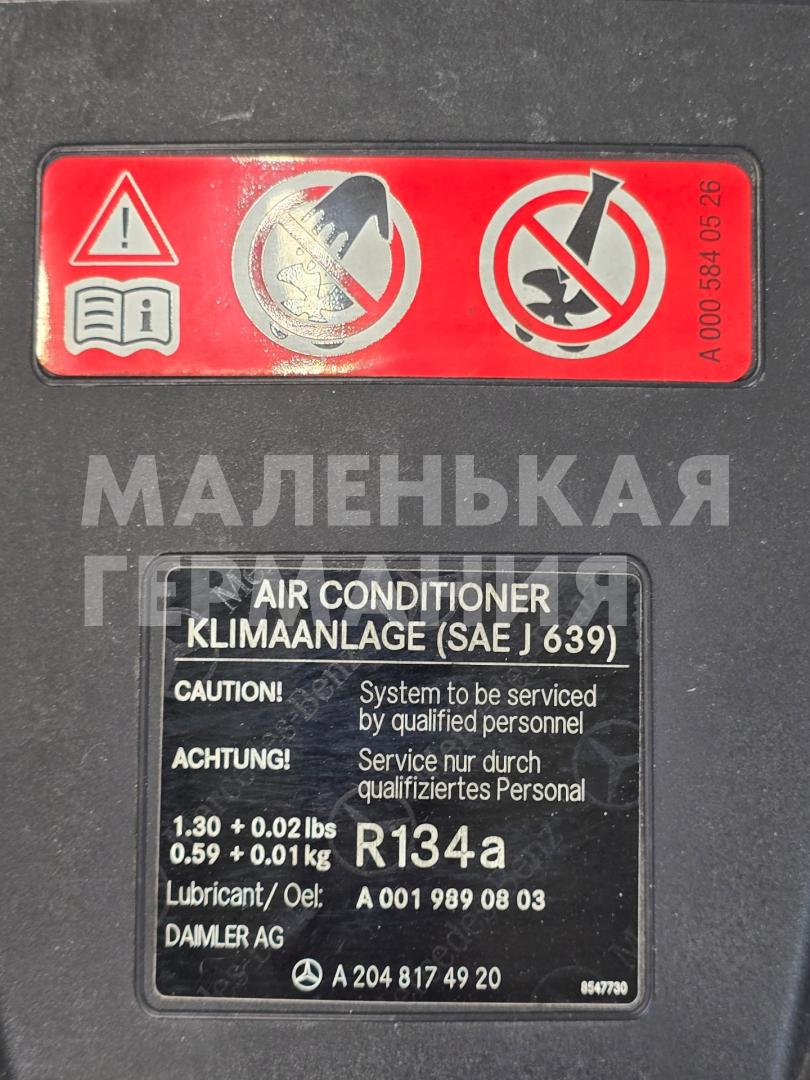 A 000 584 05 26
МАЛЕНЬКАЯ
ГЕРМАНИЯ
AIR CONDITIONER
KLIMAANLAGE (SAE J 639)
CAUTION! System to be serviced
by qualified personnel
ACHTUNG! Service nur durch
qualifiziertes Personal
1.30 + 0.02 lbs
0.59 + 0.01 kg R134a
Lubricant/ Oel: A 001 989 08 03
DAIMLER AG
A 204 817 49 20 8547730